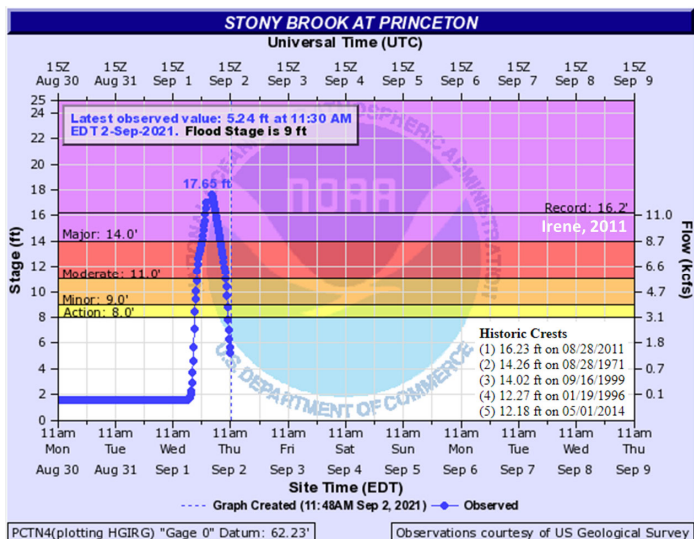 STONY BROOK AT PRINCETON
Universal Time (UTC)
15Z 15Z 15Z 15Z 15Z 15Z 15Z 15Z 15Z 15Z 15Z
Aug 30 Aug 31 Sep 1 Sep 2 Sep 3 Sep 4 Sep 5 Sep 6 Sep 7 Sep 8 Sep 9
Latest observed value: 5.24 ft at 11:30 AM
EDT 2-Sep-2021. Flood Stage is 9 ft
17.65 ft
NOAA
Record: 16.2'
Irene, 2011
Major: 14.0'
Moderate: 11.0'
Minor: 9.0'
Action: 8.0'
Stage (ft)
25
24
22
20
18
16
14
12
10
8
6
4
2
0
Flow (kcfs)
11.0
8.7
6.6
4.7
3.1
1.8
0.7
0.1
Historic Crests
(1) 16.23 ft on 08/28/2011
(2) 14.26 ft on 08/28/1971
(3) 14.02 ft on 09/16/1999
(4) 12.27 ft on 01/19/1996
(5) 12.18 ft on 05/01/2014
U.S. DEPARTMENT OF COMMERCE
11am 11am 11am 11am 11am 11am 11am 11am 11am 11am 11am
Mon Tue Wed Thu Fri Sat Sun Mon Tue Wed Thu
Aug 30 Aug 31 Sep 1 Sep 2 Sep 3 Sep 4 Sep 5 Sep 6 Sep 7 Sep 8 Sep 9
Site Time (EDT)
Graph Created (11:48AM Sep 2, 2021) Observed
PCTN4(plotting HGIRG) "Gage 0" Datum: 62.23'
Observations courtesy of US Geological Survey